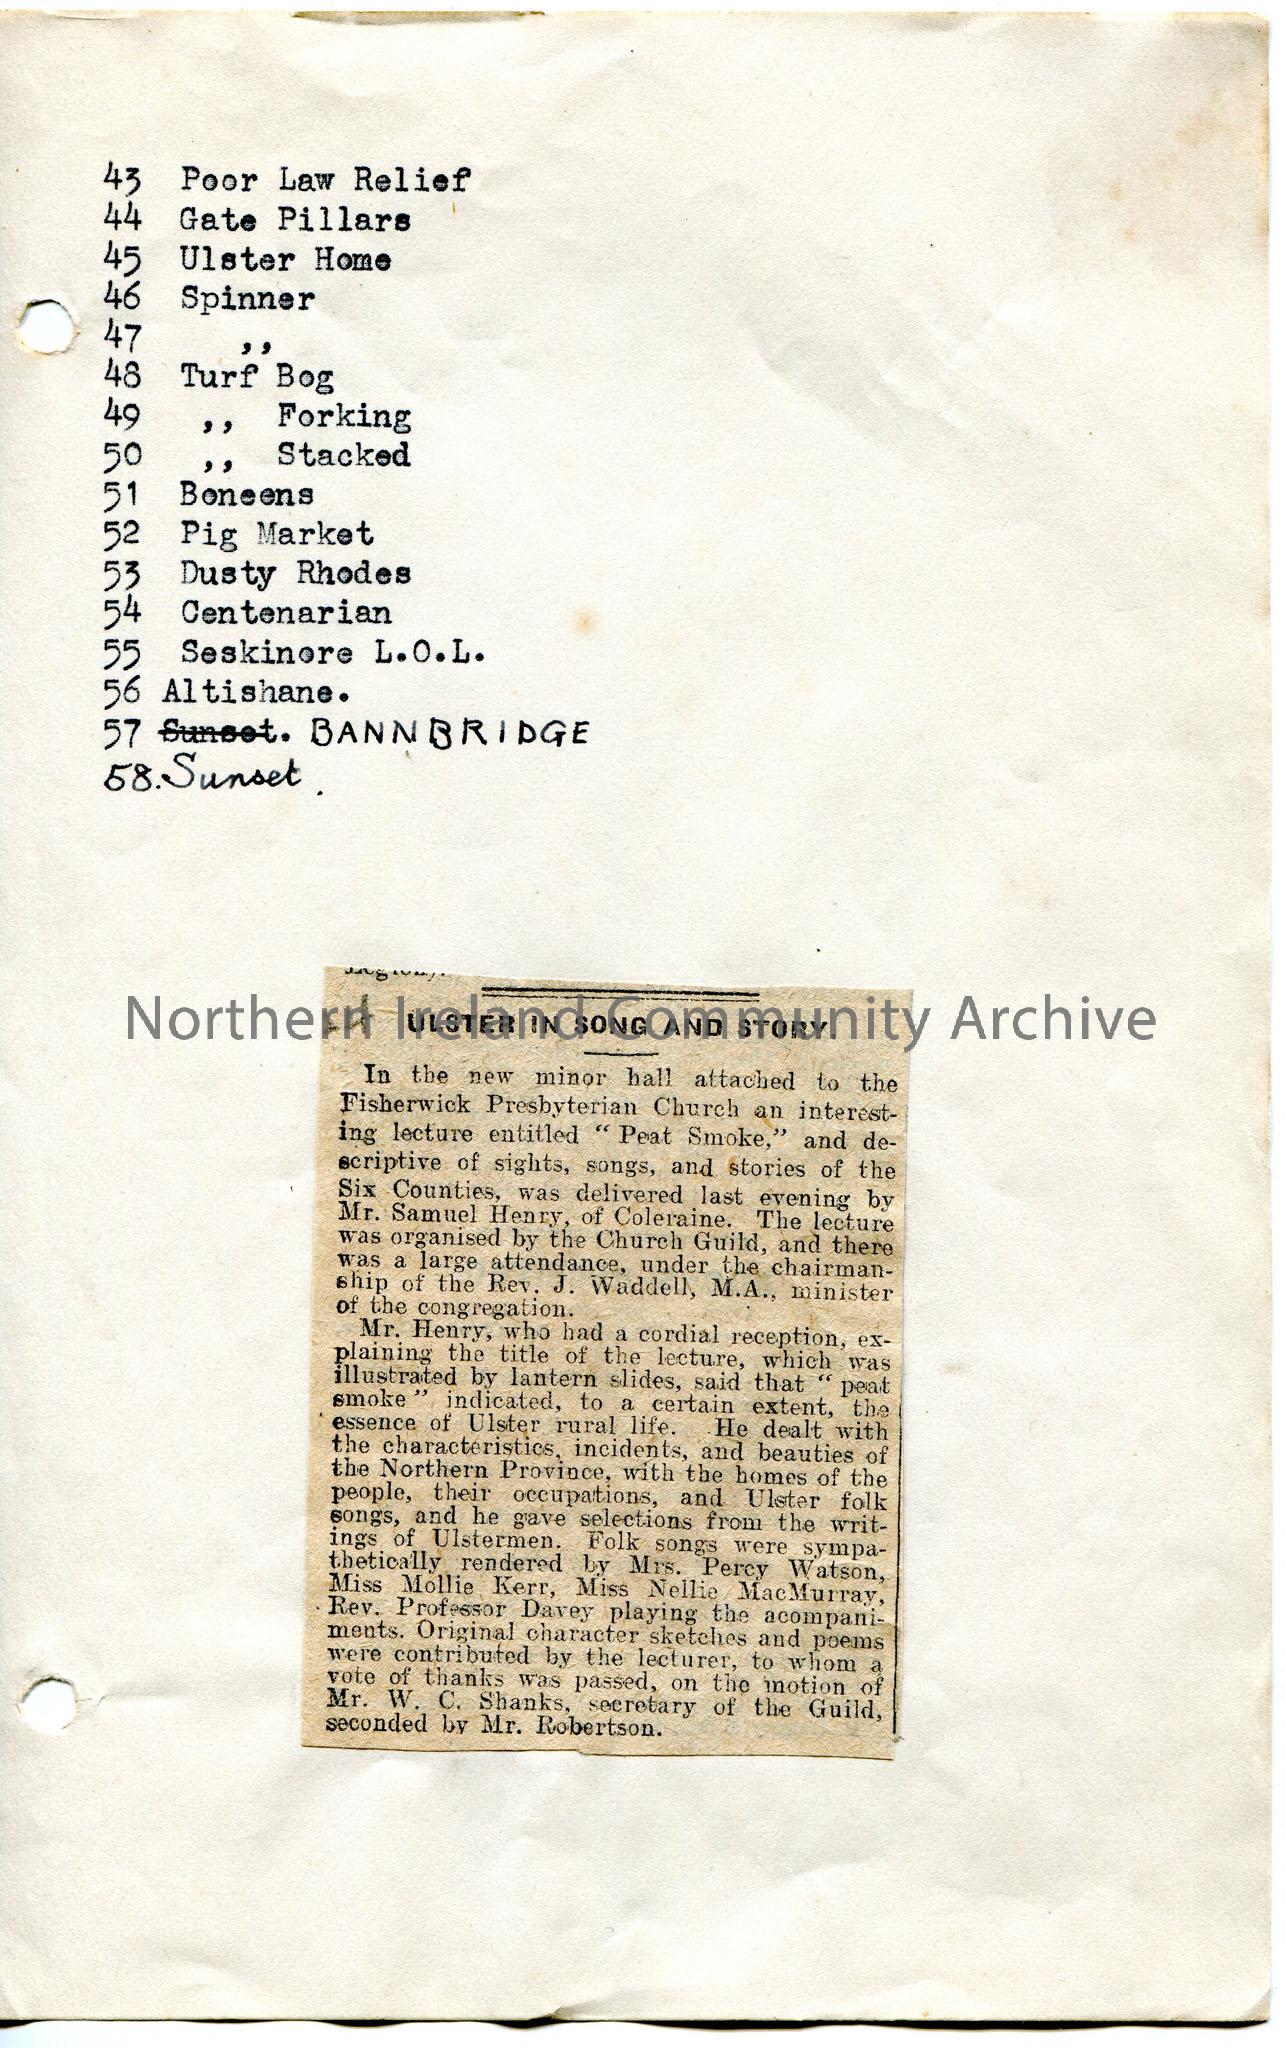 43 Poor Law Relief
44 Gate Pillars
45 Ulster Home
46 Spinner
47 ,,
48 Turf Bog
49 ,, Forking
50 ,, Stacked
51 Boneens
52 Pig Market
53 Dusty Rhodes
54 Centenarian
55 Seskinore L.O.L.
56 Altishane.
57 Sunset. BANNBRIDGE
58. Sunset.
Northern Ireland Community Archive
ULSTER IN SONG AND STORY
In the new minor hall attached to the
Fisherwick Presbyterian Church an interest-
ing lecture entitled “Peat Smoke,” and de-
scriptive of sights, songs, and stories of the
Six Counties, was delivered last evening by
Mr. Samuel Henry, of Coleraine. The lecture
was organised by the Church Guild, and there
was a large attendance, under the chairman-
ship of the Rev. J. Waddell, M.A., minister
of the congregation.
Mr. Henry, who had a cordial reception, ex-
plaining the title of the lecture, which was
illustrated by lantern slides, said that “peat
smoke” indicated, to a certain extent, the
essence of Ulster rural life. He dealt with
the characteristics, incidents, and beauties of
the Northern Province, with the homes of the
people, their occupations, and Ulster folk
songs, and he gave selections from the writ-
ings of Ulstermen. Folk songs were sympa-
thetically rendered by Mrs. Percy Watson,
Miss Mollie Kerr, Miss Nellie MacMurray,
Rev. Professor Davey playing the acompani-
ments. Original character sketches and poems
were contributed by the lecturer, to whom a
vote of thanks was passed, on the motion of
Mr. W. C. Shanks, secretary of the Guild,
seconded by Mr. Robertson.